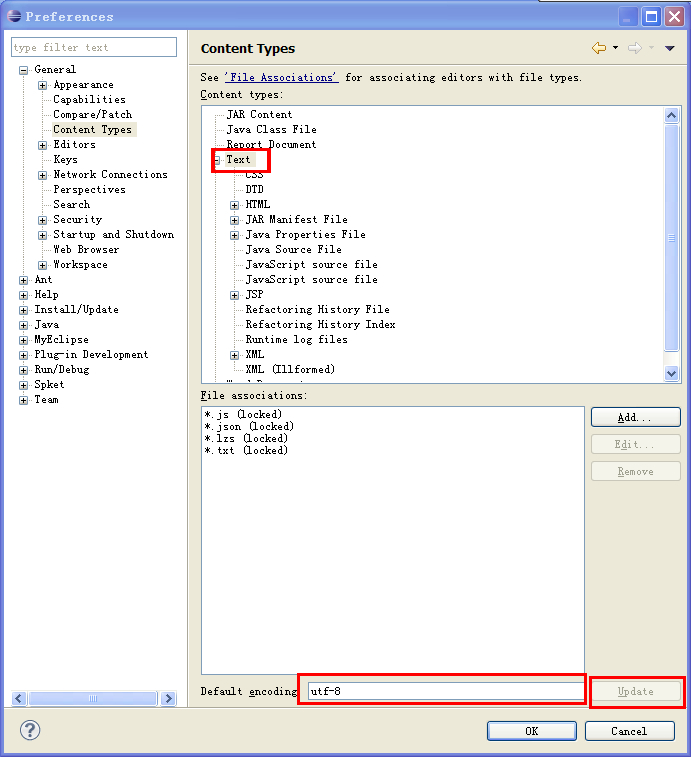 Preferences
type filter text
General
Appearance
Capabilities
Compare/Patch
Content Types
Editors
Keys
Network Connections
Perspectives
Search
Security
Startup and Shutdown
Web Browser
Workspace
Ant
Help
Install/Update
Java
MyEclipse
Plug-in Development
Run/Debug
Spket
Team
Content Types
See 'File Associations' for associating editors with file types.
Content types:
JAR Content
Java Class File
Report Document
Text
CSS
DTD
HTML
JAR Manifest File
Java Properties File
Java Source File
JavaScript source file
JavaScript source file
JSP
Refactoring History File
Refactoring History Index
Runtime log files
XML
XML (Illformed)
File associations:
*.js (locked)
*.json (locked)
*.lzs (locked)
*.txt (locked)
Add...
Edit...
Remove
Default encoding
utf-8
Update
?
OK
Cancel